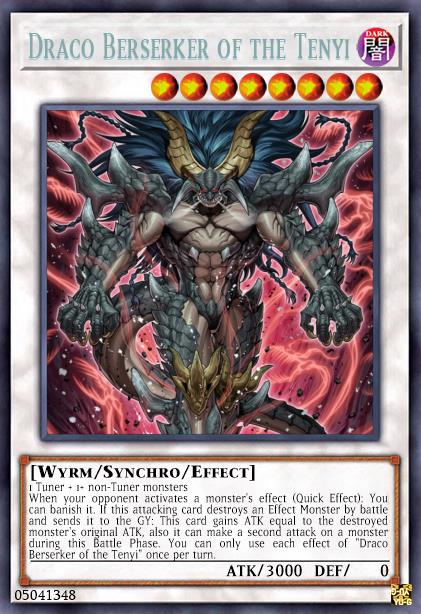 DRACO BERSERKER OF THE TENYI
DARK
闇
[WYRM/SYNCHRO/EFFECT]
1 Tuner + 1+ non-Tuner monsters
When your opponent activates a monster's effect (Quick Effect): You
can banish it. If this attacking card destroys an Effect Monster by battle
and sends it to the GY: This card gains ATK equal to the destroyed
monster's original ATK, also it can make a second attack on a monster
during this Battle Phase. You can only use each effect of "Draco
Berserker of the Tenyi" once per turn.
ATK/3000 DEF/ 0
05041348